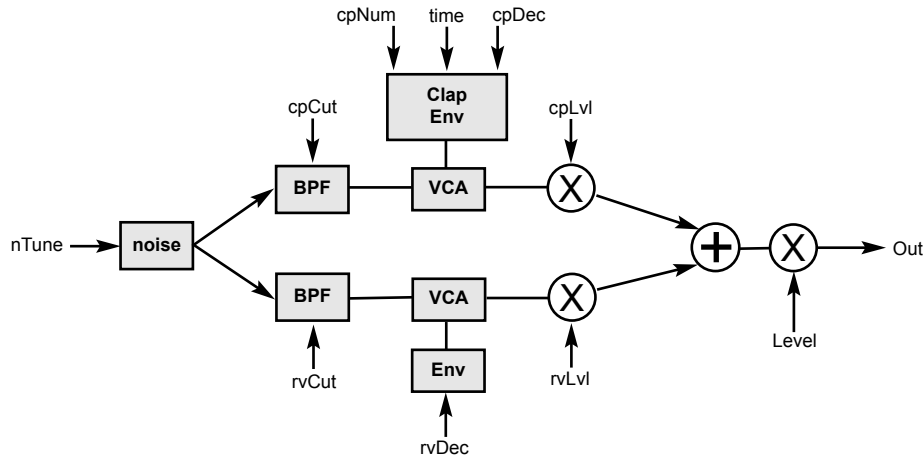 cpNum time cpDec
Clap
Env
cpCut
cpLvl
BPF
VCA
X
nTune
noise
+
X
Out
BPF
VCA
X
Level
Env
rvCut
rvLvl
rvDec